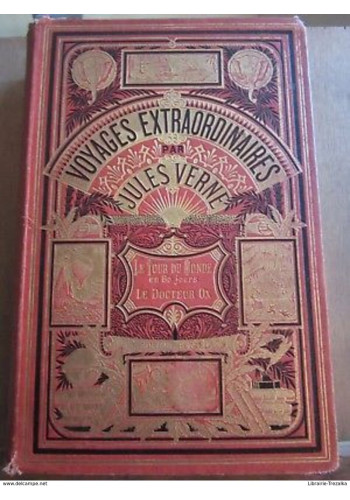 VOYAGES EXTRAORDINAIRES
PAR
JULES VERNE
LE TOUR DU MONDE
EN 80 JOURS
LE DOCTEUR OX
www.delcampe.net
Librairie-Trezalka